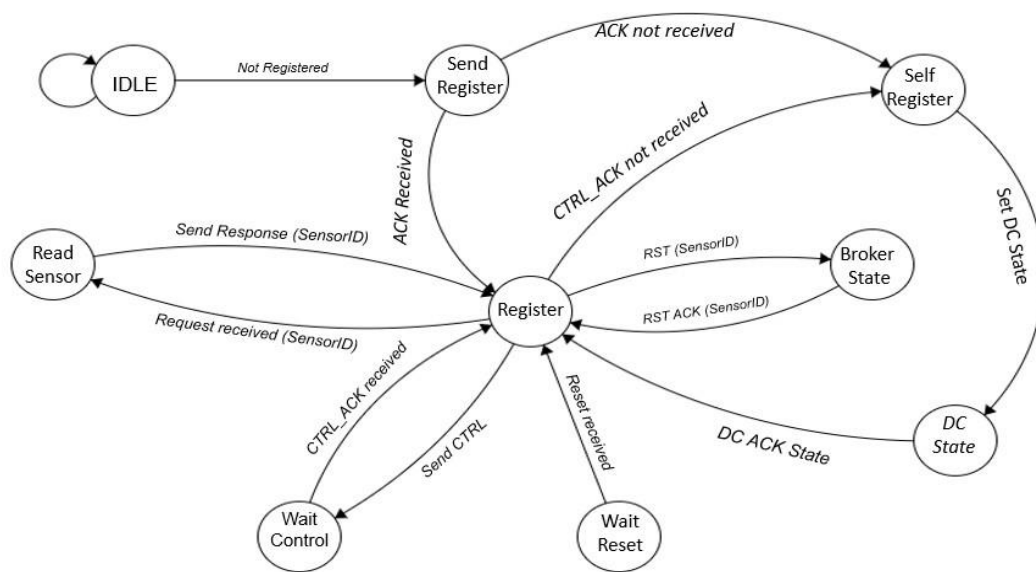 ACK not received
IDLE
Not Registered
Send
Register
Self
Register
ACK Received
CTRL_ACK not received
Set DC State
Read
Sensor
Send Response (SensorID)
RST (SensorID)
Broker
State
Register
Request received (SensorID)
RST ACK (SensorID)
CTRL_ACK received
Send CTRL
Reset received
DC ACK State
DC
State
Wait
Control
Wait
Reset